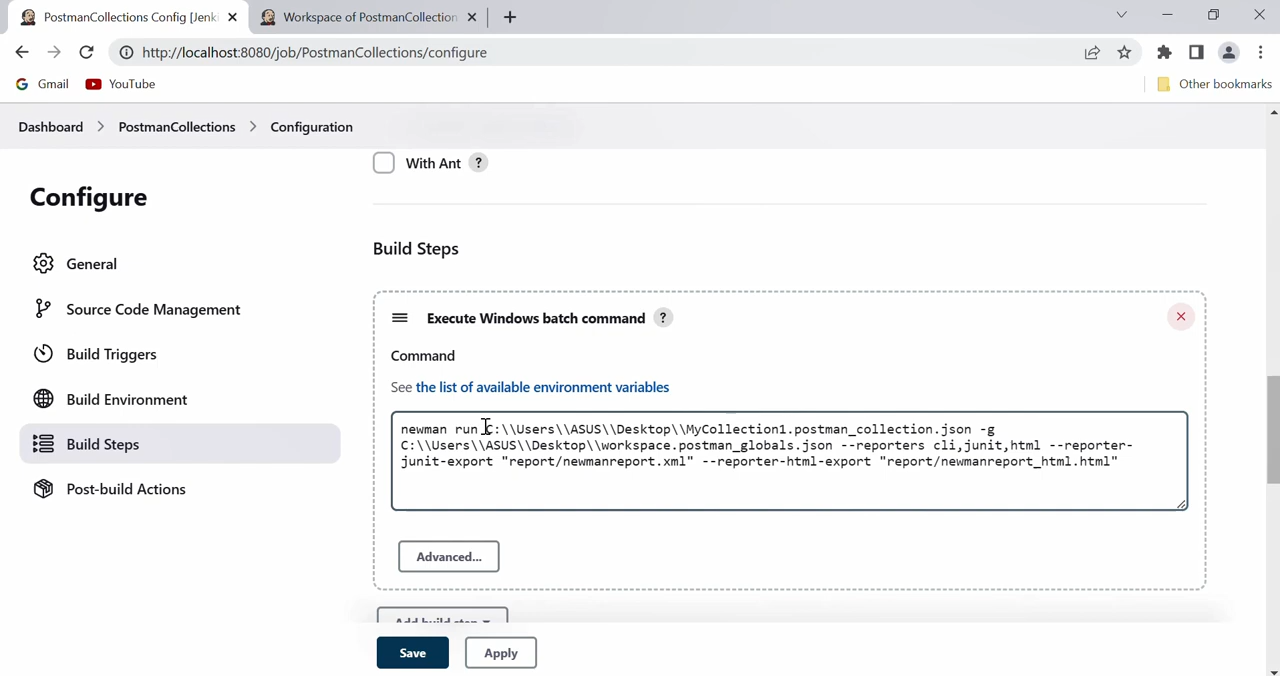 PostmanCollections Config [Jenki
Workspace of PostmanCollection
http://localhost:8080/job/PostmanCollections/configure
Gmail
YouTube
Other bookmarks
Dashboard > PostmanCollections > Configuration
With Ant ?
Configure
General
Source Code Management
Build Triggers
Build Environment
Build Steps
Post-build Actions
Build Steps
Execute Windows batch command ?
Command
See the list of available environment variables
newman run C:\\Users\\ASUS\\Desktop\\MyCollection1.postman_collection.json -g
C:\\Users\\ASUS\\Desktop\\workspace.postman_globals.json --reporters cli,junit,html --reporter-
junit-export "report/newmanreport.xml" --reporter-html-export "report/newmanreport_html.html"
Advanced...
Add build step
Save
Apply